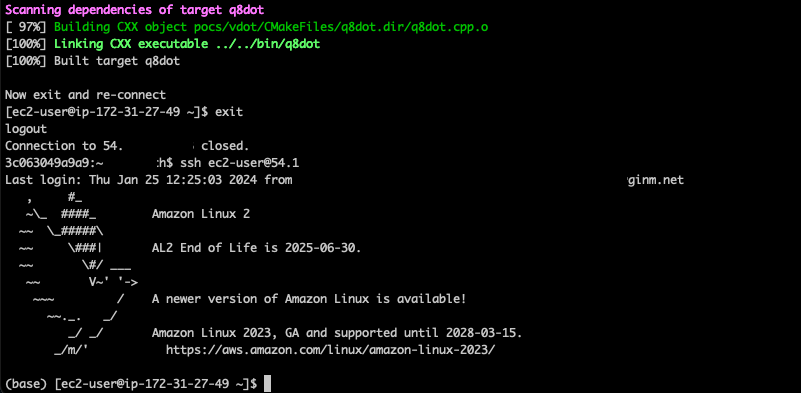 Scanning dependencies of target q8dot
[ 97%] Building CXX object pocs/vdot/CMakeFiles/q8dot.dir/q8dot.cpp.o
[100%] Linking CXX executable ../../bin/q8dot
[100%] Built target q8dot

Now exit and re-connect
[ec2-user@ip-172-31-27-49 ~]$ exit
logout
Connection to 54. closed.
3c063049a9a9:~ h$ ssh ec2-user@54.1
Last login: Thu Jan 25 12:25:03 2024 from ginm.net
   ,     #_
   ~\_  ####_        Amazon Linux 2
  ~~  \_#####\
  ~~     \###|       AL2 End of Life is 2025-06-30.
  ~~       \#/ ___
   ~~       V~' '->
    ~~~         /    A newer version of Amazon Linux is available!
      ~~._.   _/
         _/ _/       Amazon Linux 2023, GA and supported until 2028-03-15.
       _/m/'           https://aws.amazon.com/linux/amazon-linux-2023/

(base) [ec2-user@ip-172-31-27-49 ~]$